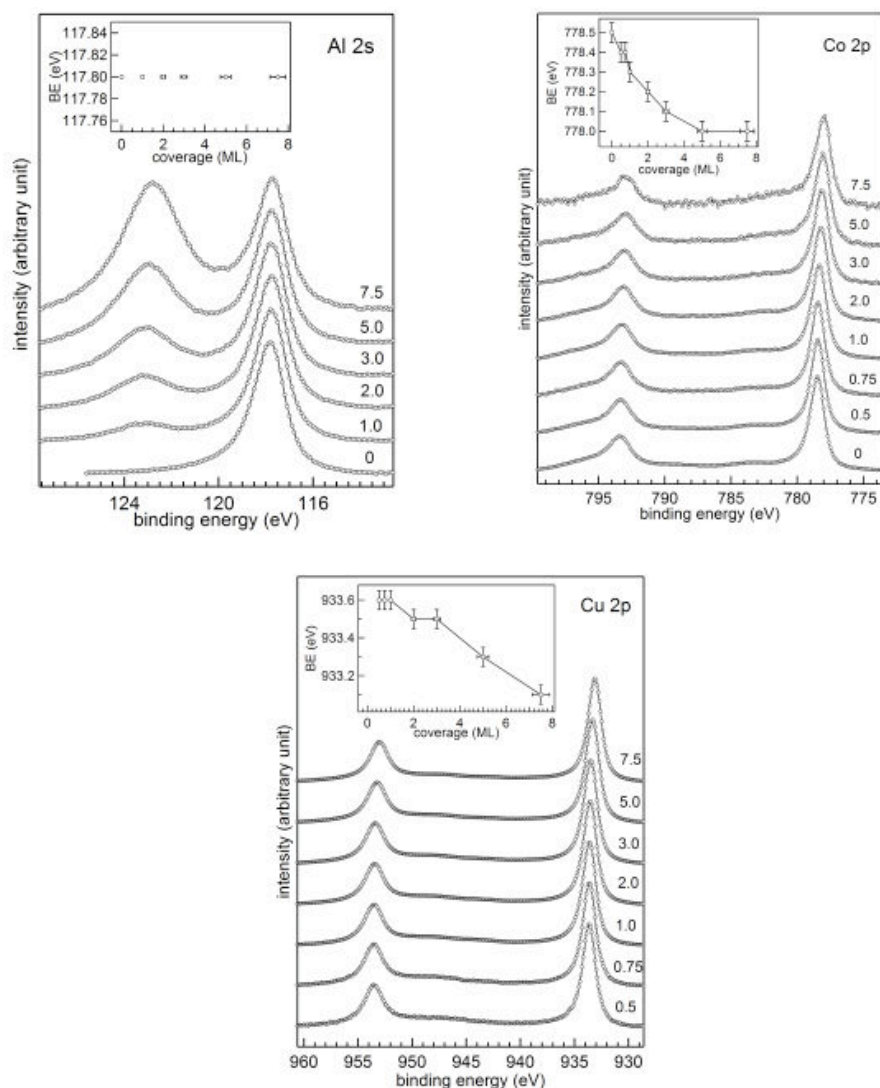 Al 2s
117.84
117.82
117.80
117.78
117.76
BE (eV)
0 2 4 6 8
coverage (ML)
intensity (arbitrary unit)
7.5
5.0
3.0
2.0
1.0
0
124 120 116
binding energy (eV)
Co 2p
778.5
778.4
778.3
778.2
778.1
778.0
BE (eV)
0 2 4 6 8
coverage (ML)
intensity (arbitrary unit)
7.5
5.0
3.0
2.0
1.0
0.75
0.5
0
795 790 785 780 775
binding energy (eV)
Cu 2p
933.6
933.4
933.2
BE (eV)
0 2 4 6 8
coverage (ML)
intensity (arbitrary unit)
7.5
5.0
3.0
2.0
1.0
0.75
0.5
960 955 950 945 940 935 930
binding energy (eV)